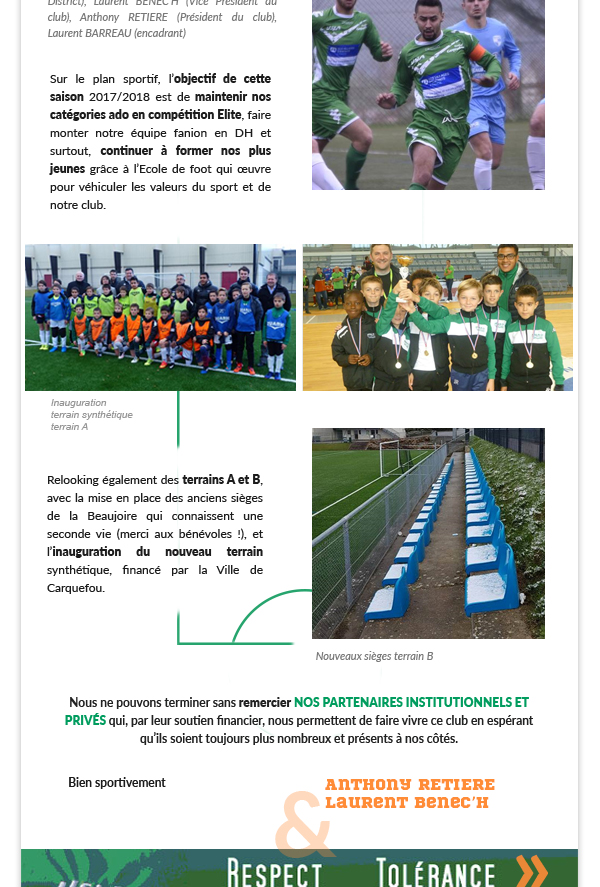 District), Laurent BENEC'H (Vice Président du
club), Anthony RETIERE (Président du club),
Laurent BARREAU (encadrant)
Sur le plan sportif, l'objectif de cette
saison 2017/2018 est de maintenir nos
catégories ado en compétition Elite, faire
monter notre équipe fanion en DH et
surtout, continuer à former nos plus
jeunes grâce à l'Ecole de foot qui œuvre
pour véhiculer les valeurs du sport et de
notre club.
Inauguration
terrain synthétique
terrain A
Relooking également des terrains A et B,
avec la mise en place des anciens sièges
de la Beaujoire qui connaissent une
seconde vie (merci aux bénévoles !), et
l'inauguration du nouveau terrain
synthétique, financé par la Ville de
Carquefou.
Nouveaux sièges terrain B
Nous ne pouvons terminer sans remercier NOS PARTENAIRES INSTITUTIONNELS ET
PRIVÉS qui, par leur soutien financier, nous permettent de faire vivre ce club en espérant
qu'ils soient toujours plus nombreux et présents à nos côtés.
Bien sportivement
ANTHONY RETIERE
&
Laurent Benec'h
Respect Tolérance